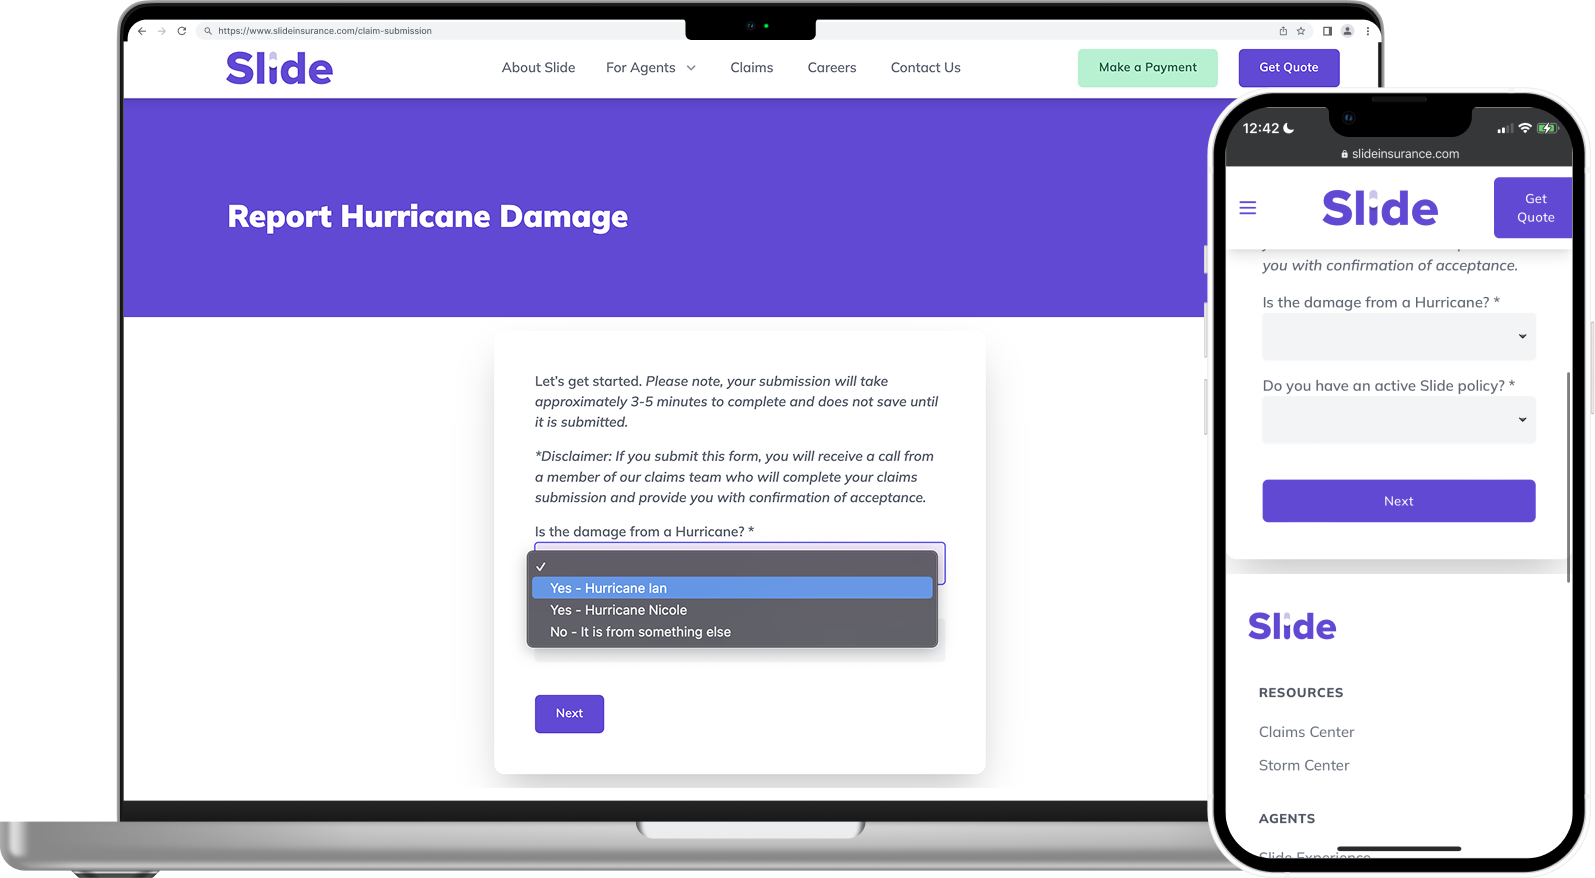 https://www.slideinsurance.com/claim-submission
Slide
About Slide
For Agents
Claims
Careers
Contact Us
Make a Payment
Get Quote
Report Hurricane Damage
Let's get started. Please note, your submission will take
approximately 3-5 minutes to complete and does not save until
it is submitted.
*Disclaimer: If you submit this form, you will receive a call from
a member of our claims team who will complete your claims
submission and provide you with confirmation of acceptance.
Is the damage from a Hurricane? *
Yes - Hurricane Ian
Yes - Hurricane Nicole
No - It is from something else
Next
12:42
slideinsurance.com
Slide
Get
Quote
you with confirmation of acceptance.
Is the damage from a Hurricane? *
Do you have an active Slide policy? *
Next
Slide
RESOURCES
Claims Center
Storm Center
AGENTS
Slide Experience